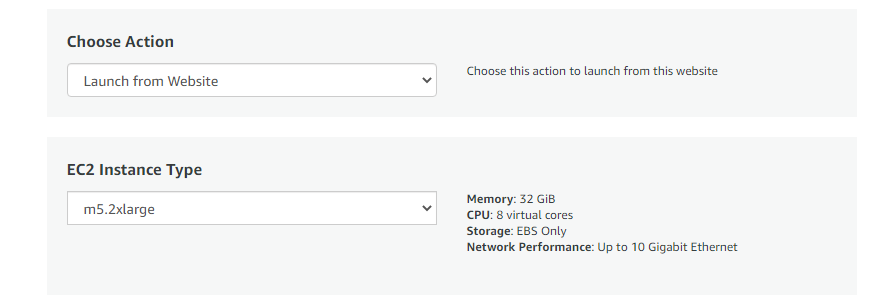 Choose Action
Launch from Website
Choose this action to launch from this website
EC2 Instance Type
m5.2xlarge
Memory: 32 GiB
CPU: 8 virtual cores
Storage: EBS Only
Network Performance: Up to 10 Gigabit Ethernet